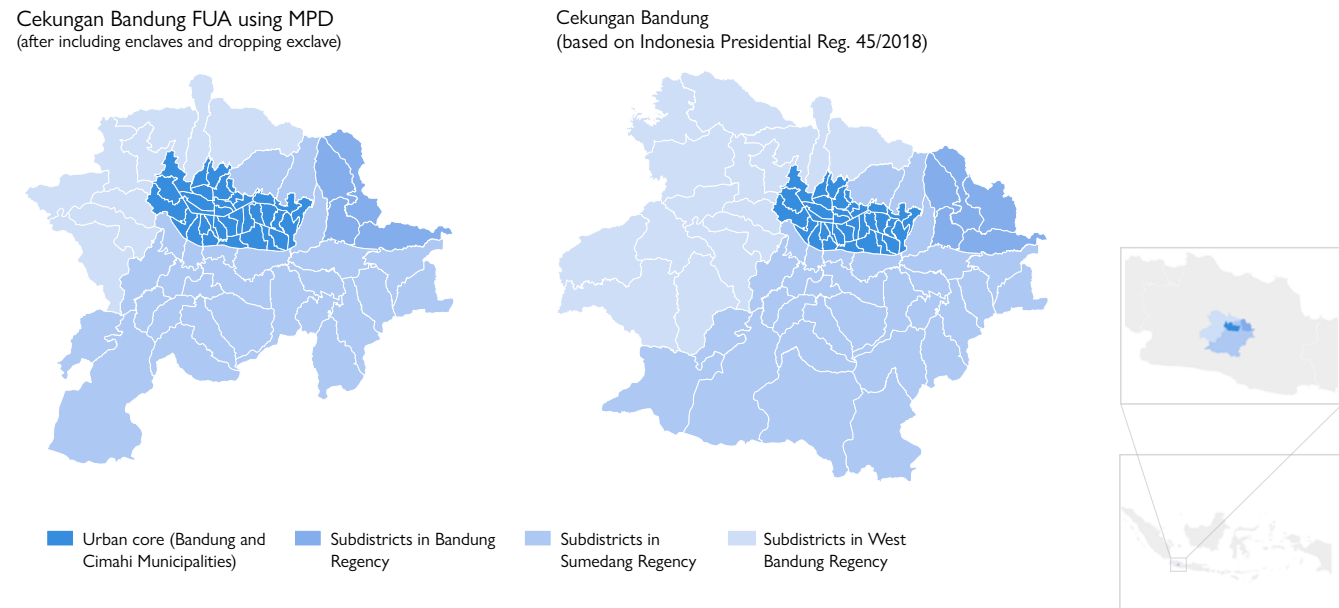 Cekungan Bandung FUA using MPD
(after including enclaves and dropping exclave)
Cekungan Bandung
(based on Indonesia Presidential Reg. 45/2018)
Urban core (Bandung and
Cimahi Municipalities)
Subdistricts in Bandung
Regency
Subdistricts in
Sumedang Regency
Subdistricts in West
Bandung Regency